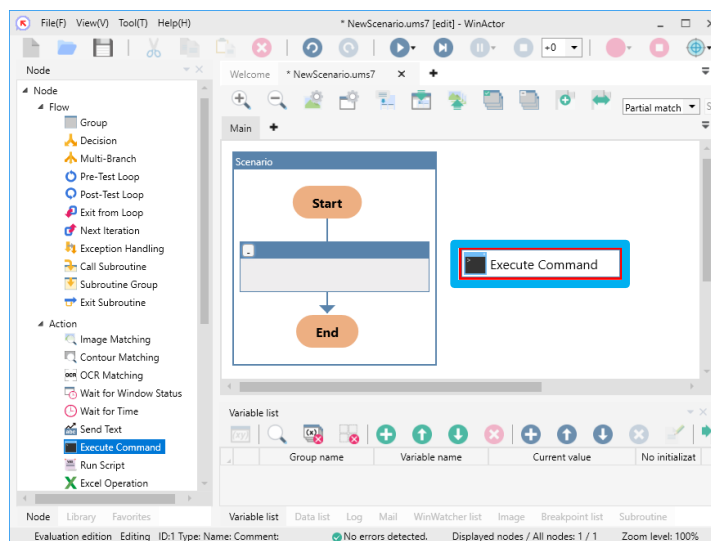 File(F) View(V) Tool(T) Help(H) * NewScenario.ums7 [edit] - WinActor
+0
Node
Welcome * NewScenario.ums7
Node
Flow
Group
Decision
Multi-Branch
Pre-Test Loop
Post-Test Loop
Exit from Loop
Next Iteration
Exception Handling
Call Subroutine
Subroutine Group
Exit Subroutine
Action
Image Matching
Contour Matching
OCR Matching
Wait for Window Status
Wait for Time
Send Text
Execute Command
Run Script
Excel Operation
Node Library Favorites
Partial match
Main
Scenario
Start
End
Execute Command
Variable list
Group name Variable name Current value No initializat
Variable list Data list Log Mail WinWatcher list Image Breakpoint list Subroutine
Evaluation edition Editing ID:1 Type: Name: Comment: No errors detected. Displayed nodes / All nodes: 1 / 1 Zoom level: 100%